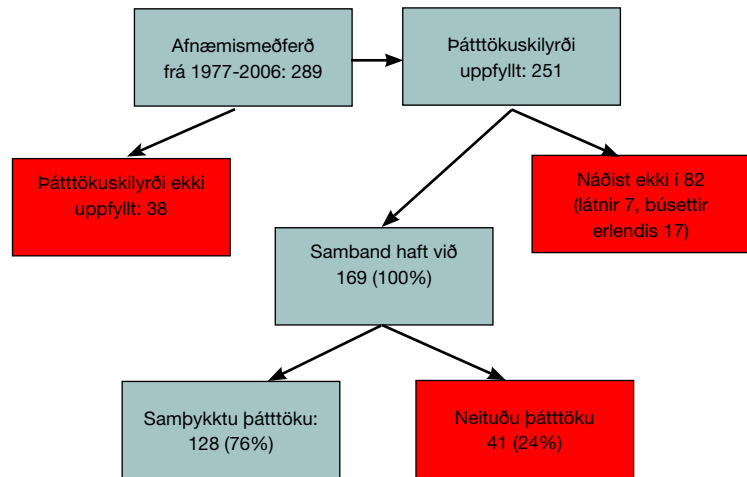 Afnæmismeðferð
frá 1977-2006: 289
Þátttökuskilyrði
uppfyllt: 251
Þátttökuskilyrði ekki
uppfyllt: 38
Náðist ekki í 82
(látnir 7, búsettir
erlendis 17)
Samband haft við
169 (100%)
Samþykktu þátttöku:
128 (76%)
Neituðu þátttöku
41 (24%)